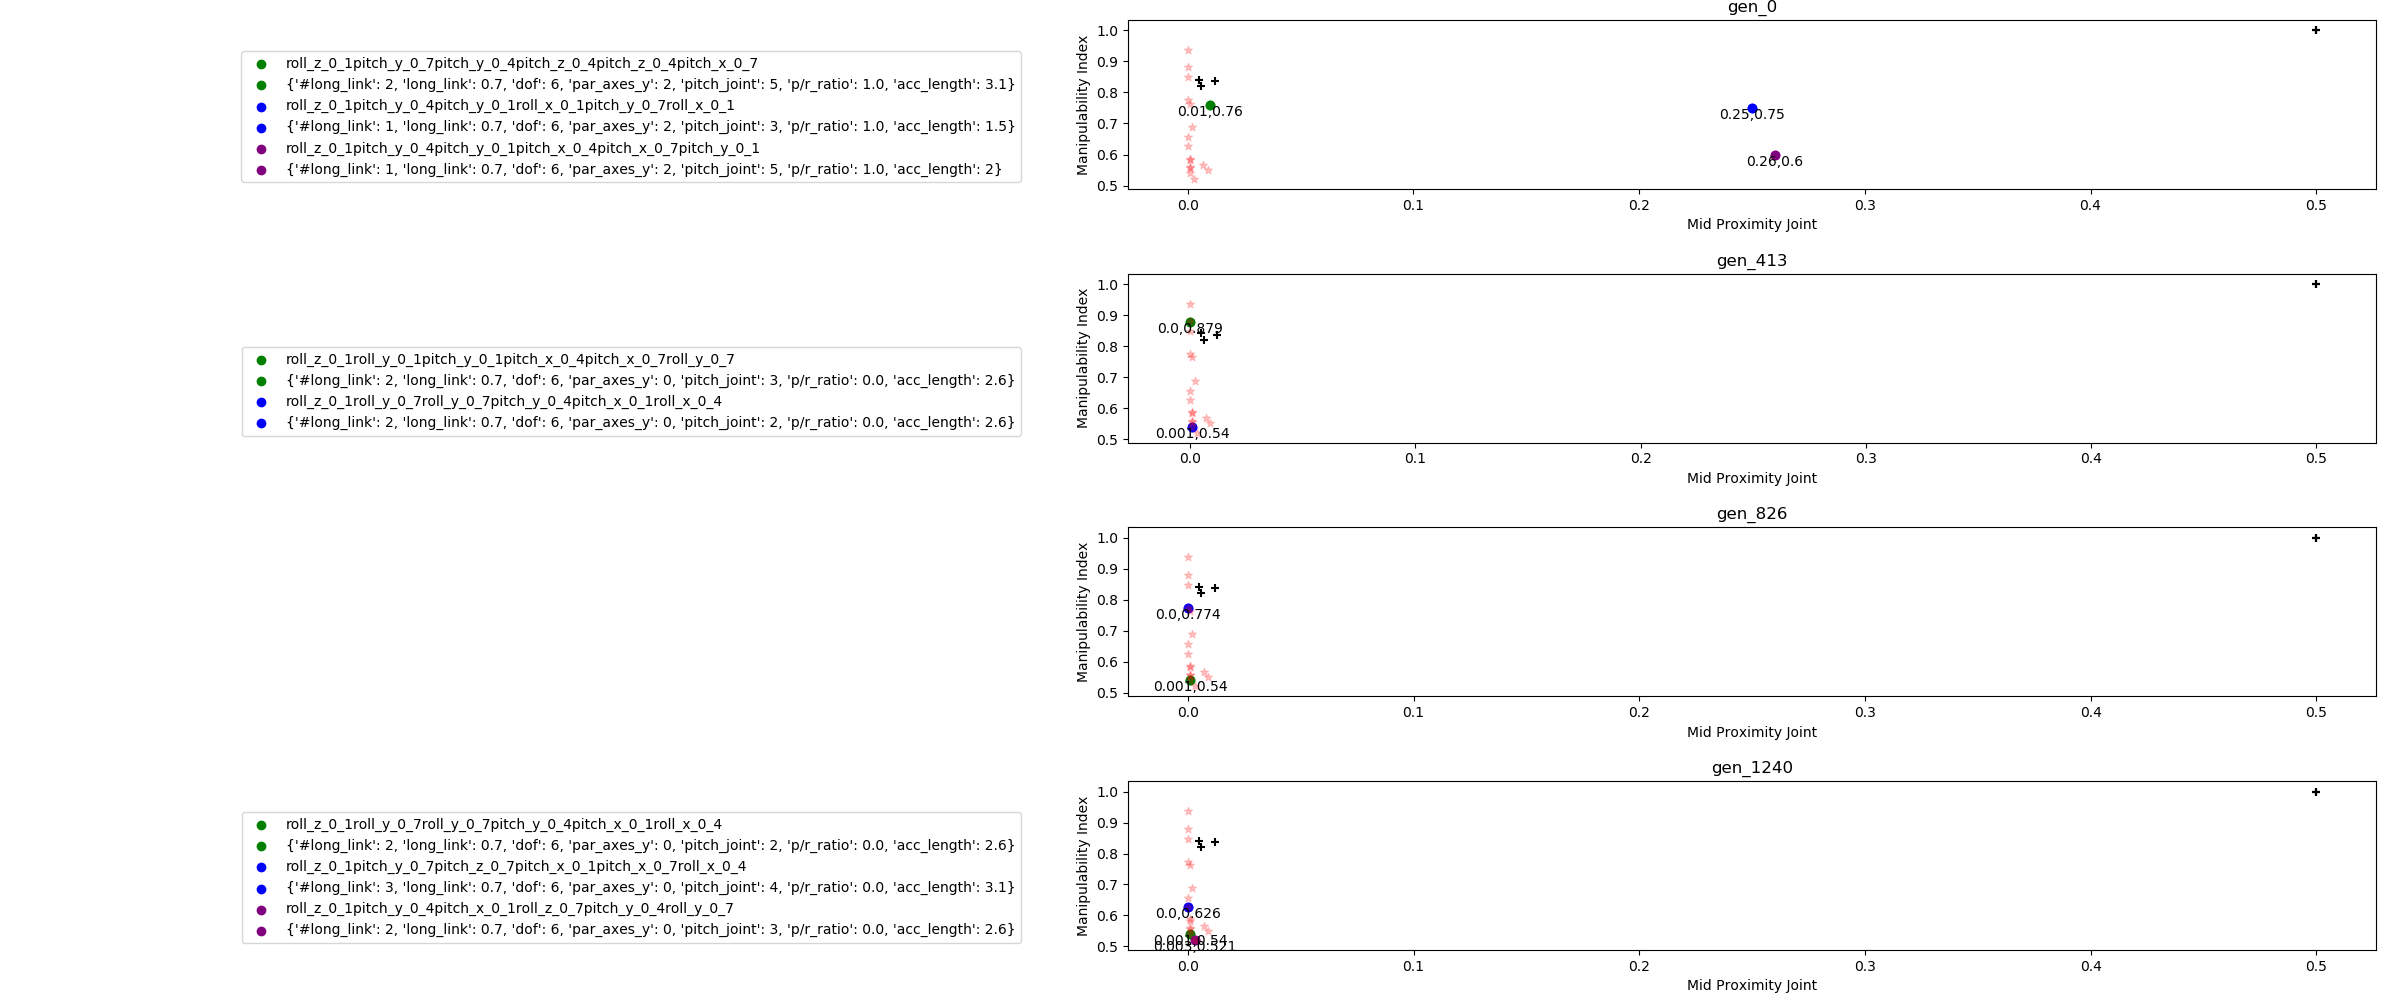 gen_0
roll_z_0_1pitch_y_0_7pitch_y_0_4pitch_z_0_4pitch_z_0_4pitch_x_0_7
{'#long_link': 2, 'long_link': 0.7, 'dof': 6, 'par_axes_y': 2, 'pitch_joint': 5, 'p/r_ratio': 1.0, 'acc_length': 3.1}
roll_z_0_1pitch_y_0_4pitch_y_0_1roll_x_0_1pitch_y_0_7roll_x_0_1
{'#long_link': 1, 'long_link': 0.7, 'dof': 6, 'par_axes_y': 2, 'pitch_joint': 3, 'p/r_ratio': 1.0, 'acc_length': 1.5}
roll_z_0_1pitch_y_0_4pitch_y_0_1pitch_x_0_4pitch_x_0_7pitch_y_0_1
{'#long_link': 1, 'long_link': 0.7, 'dof': 6, 'par_axes_y': 2, 'pitch_joint': 5, 'p/r_ratio': 1.0, 'acc_length': 2}
Manipulability Index
1.0
0.9
0.8
0.7
0.6
0.5
0.01,0.76
0.25,0.75
0.26,0.6
0.0 0.1 0.2 0.3 0.4 0.5
Mid Proximity Joint
gen_413
roll_z_0_1roll_y_0_1pitch_y_0_1pitch_x_0_4pitch_x_0_7roll_y_0_7
{'#long_link': 2, 'long_link': 0.7, 'dof': 6, 'par_axes_y': 0, 'pitch_joint': 3, 'p/r_ratio': 0.0, 'acc_length': 2.6}
roll_z_0_1roll_y_0_7roll_y_0_7pitch_y_0_4pitch_x_0_1roll_x_0_4
{'#long_link': 2, 'long_link': 0.7, 'dof': 6, 'par_axes_y': 0, 'pitch_joint': 2, 'p/r_ratio': 0.0, 'acc_length': 2.6}
Manipulability Index
1.0
0.9
0.8
0.7
0.6
0.5
0.0,0.879
0.001,0.54
0.0 0.1 0.2 0.3 0.4 0.5
Mid Proximity Joint
gen_826
Manipulability Index
1.0
0.9
0.8
0.7
0.6
0.5
0.0,0.774
0.001,0.54
0.0 0.1 0.2 0.3 0.4 0.5
Mid Proximity Joint
gen_1240
roll_z_0_1roll_y_0_7roll_y_0_7pitch_y_0_4pitch_x_0_1roll_x_0_4
{'#long_link': 2, 'long_link': 0.7, 'dof': 6, 'par_axes_y': 0, 'pitch_joint': 2, 'p/r_ratio': 0.0, 'acc_length': 2.6}
roll_z_0_1pitch_y_0_7pitch_z_0_7pitch_x_0_1pitch_x_0_7roll_x_0_4
{'#long_link': 3, 'long_link': 0.7, 'dof': 6, 'par_axes_y': 0, 'pitch_joint': 4, 'p/r_ratio': 0.0, 'acc_length': 3.1}
roll_z_0_1pitch_y_0_4pitch_x_0_1roll_z_0_7pitch_y_0_4roll_y_0_7
{'#long_link': 2, 'long_link': 0.7, 'dof': 6, 'par_axes_y': 0, 'pitch_joint': 3, 'p/r_ratio': 0.0, 'acc_length': 2.6}
Manipulability Index
1.0
0.9
0.8
0.7
0.6
0.5
0.0,0.626
0.001,0.54
0.003,0.521
0.0 0.1 0.2 0.3 0.4 0.5
Mid Proximity Joint